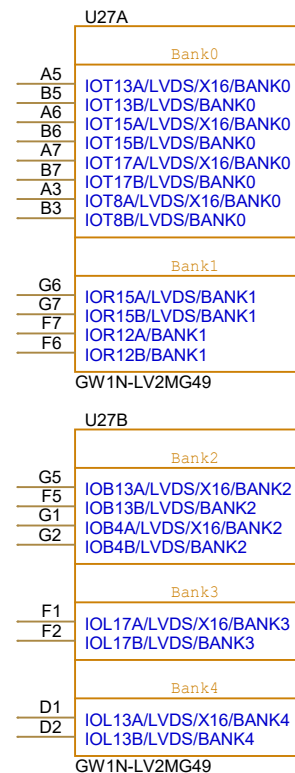 U27A
Bank0
A5 IOT13A/LVDS/X16/BANK0
B5 IOT13B/LVDS/BANK0
A6 IOT15A/LVDS/X16/BANK0
B6 IOT15B/LVDS/BANK0
A7 IOT17A/LVDS/X16/BANK0
B7 IOT17B/LVDS/BANK0
A3 IOT8A/LVDS/X16/BANK0
B3 IOT8B/LVDS/BANK0
Bank1
G6 IOR15A/LVDS/BANK1
G7 IOR15B/LVDS/BANK1
F7 IOR12A/BANK1
F6 IOR12B/BANK1
GW1N-LV2MG49
U27B
Bank2
G5 IOB13A/LVDS/X16/BANK2
F5 IOB13B/LVDS/BANK2
G1 IOB4A/LVDS/X16/BANK2
G2 IOB4B/LVDS/BANK2
Bank3
F1 IOL17A/LVDS/X16/BANK3
F2 IOL17B/LVDS/BANK3
Bank4
D1 IOL13A/LVDS/X16/BANK4
D2 IOL13B/LVDS/BANK4
GW1N-LV2MG49